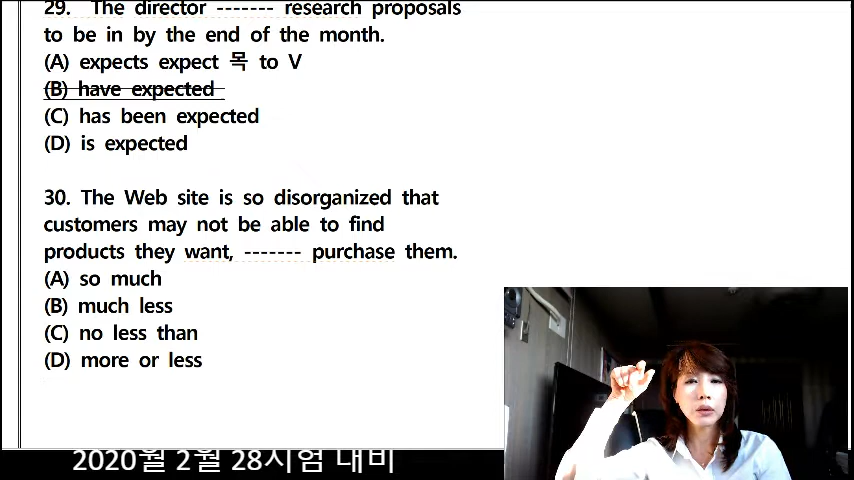 29. The director ------- research proposals
to be in by the end of the month.
(A) expects expect 목 to V
(B) have expected
(C) has been expected
(D) is expected
30. The Web site is so disorganized that
customers may not be able to find
products they want, ------- purchase them.
(A) so much
(B) much less
(C) no less than
(D) more or less
2020월 2월 28시험 대비